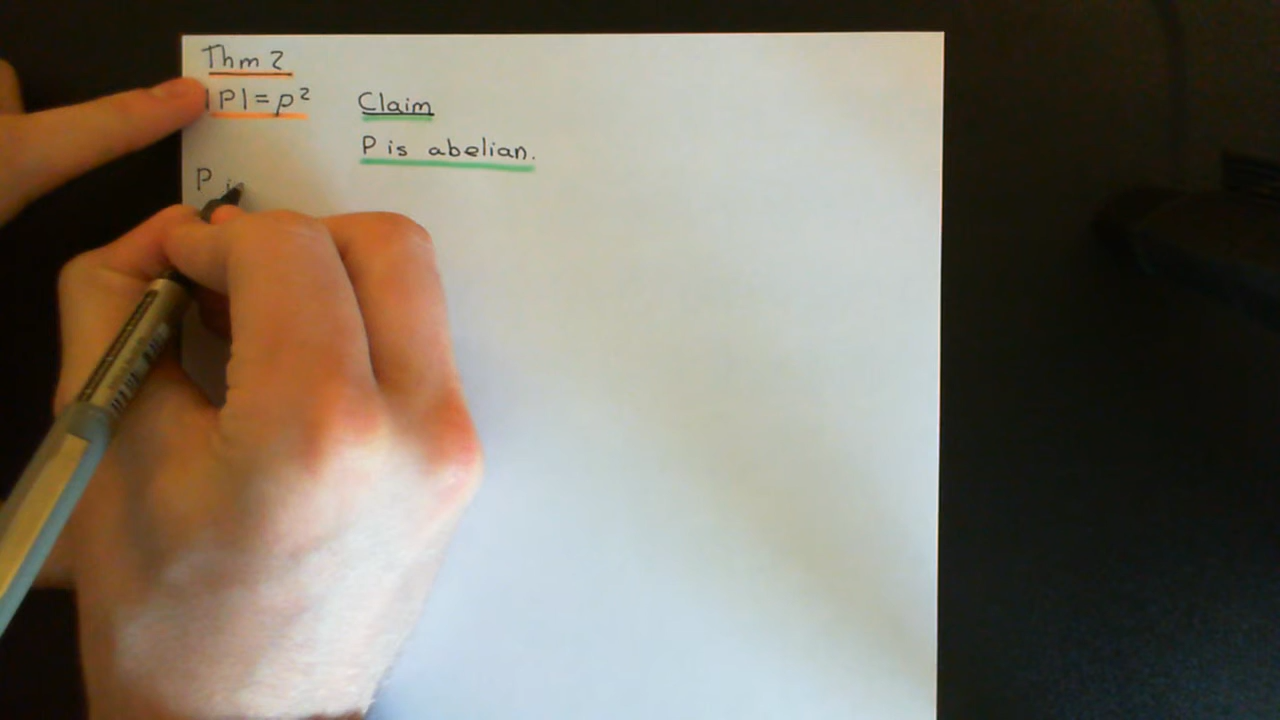 Thm 2
|P| = p²
Claim
P is abelian.
P